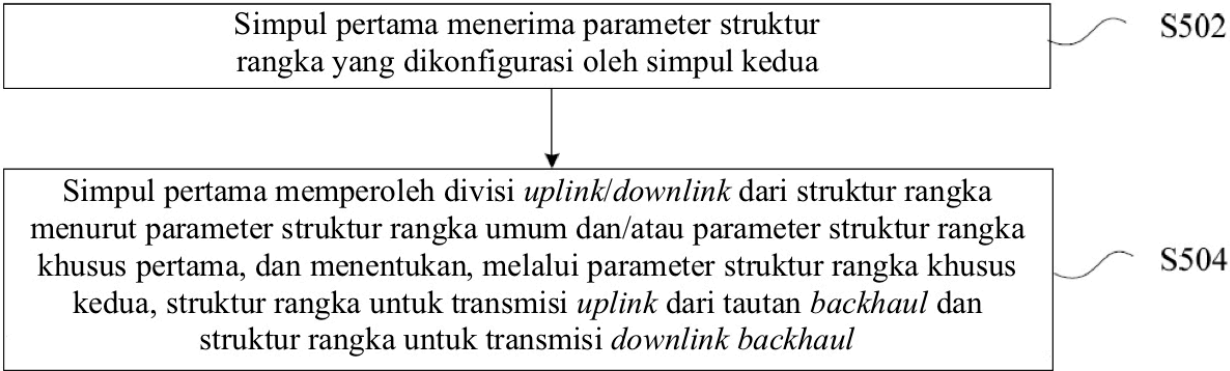 Simpul pertama menerima parameter struktur
rangka yang dikonfigurasi oleh simpul kedua
S502
Simpul pertama memperoleh divisi uplink/downlink dari struktur rangka
menurut parameter struktur rangka umum dan/atau parameter struktur rangka
khusus pertama, dan menentukan, melalui parameter struktur rangka khusus
kedua, struktur rangka untuk transmisi uplink dari tautan backhaul dan
struktur rangka untuk transmisi downlink backhaul
S504